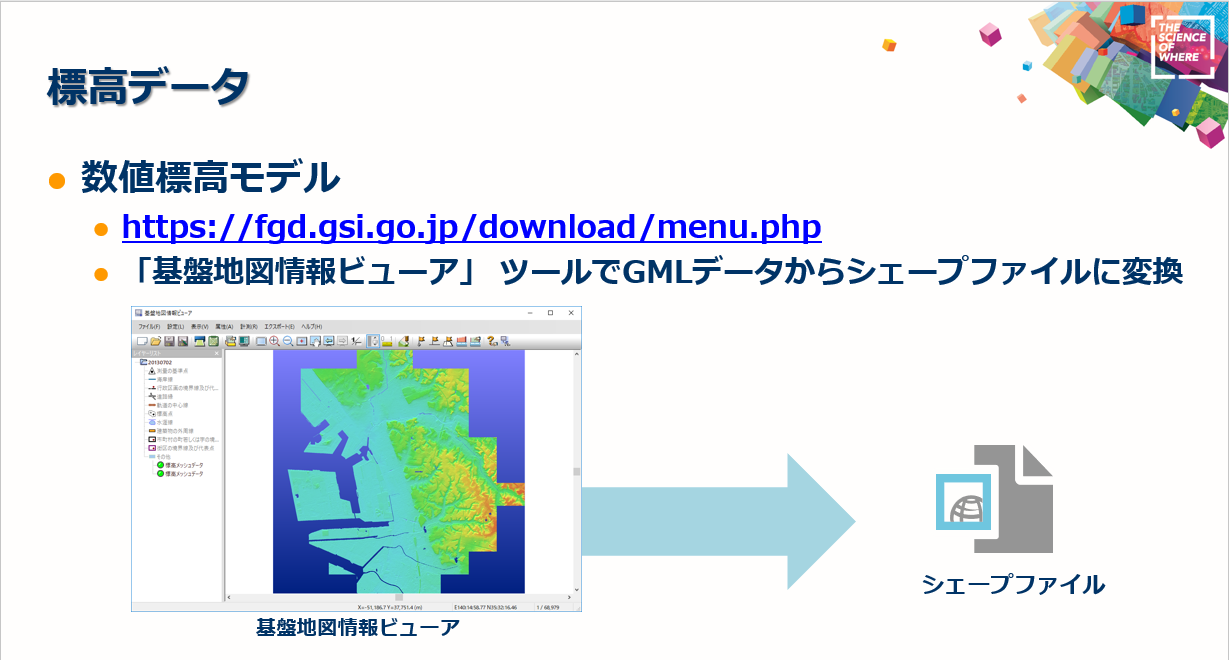 THE
SCIENCE
OF
WHERE
標高データ
数値標高モデル
https://fgd.gsi.go.jp/download/menu.php
「基盤地図情報ビューア」 ツールでGMLデータからシェープファイルに変換
基盤地図情報ビューア
ファイル(F) 設定(L) 表示(V) 属性(A) 計測(R) エクスポート(E) ヘルプ(H)
レイヤーリスト
20130702
測量の基準点
海岸線
行政区画の境界線及び代...
道路縁
軌道の中心線
標高点
水涯線
建築物の外周線
市町村の町若しくは字の境...
街区の境界線及び代表点
その他
標高メッシュデータ
標高メッシュデータ
X=-51,186.7 Y=37,751.4 (m) E140:14:58.77 N35:32:16.46 1 / 68,979
基盤地図情報ビューア
シェープファイル